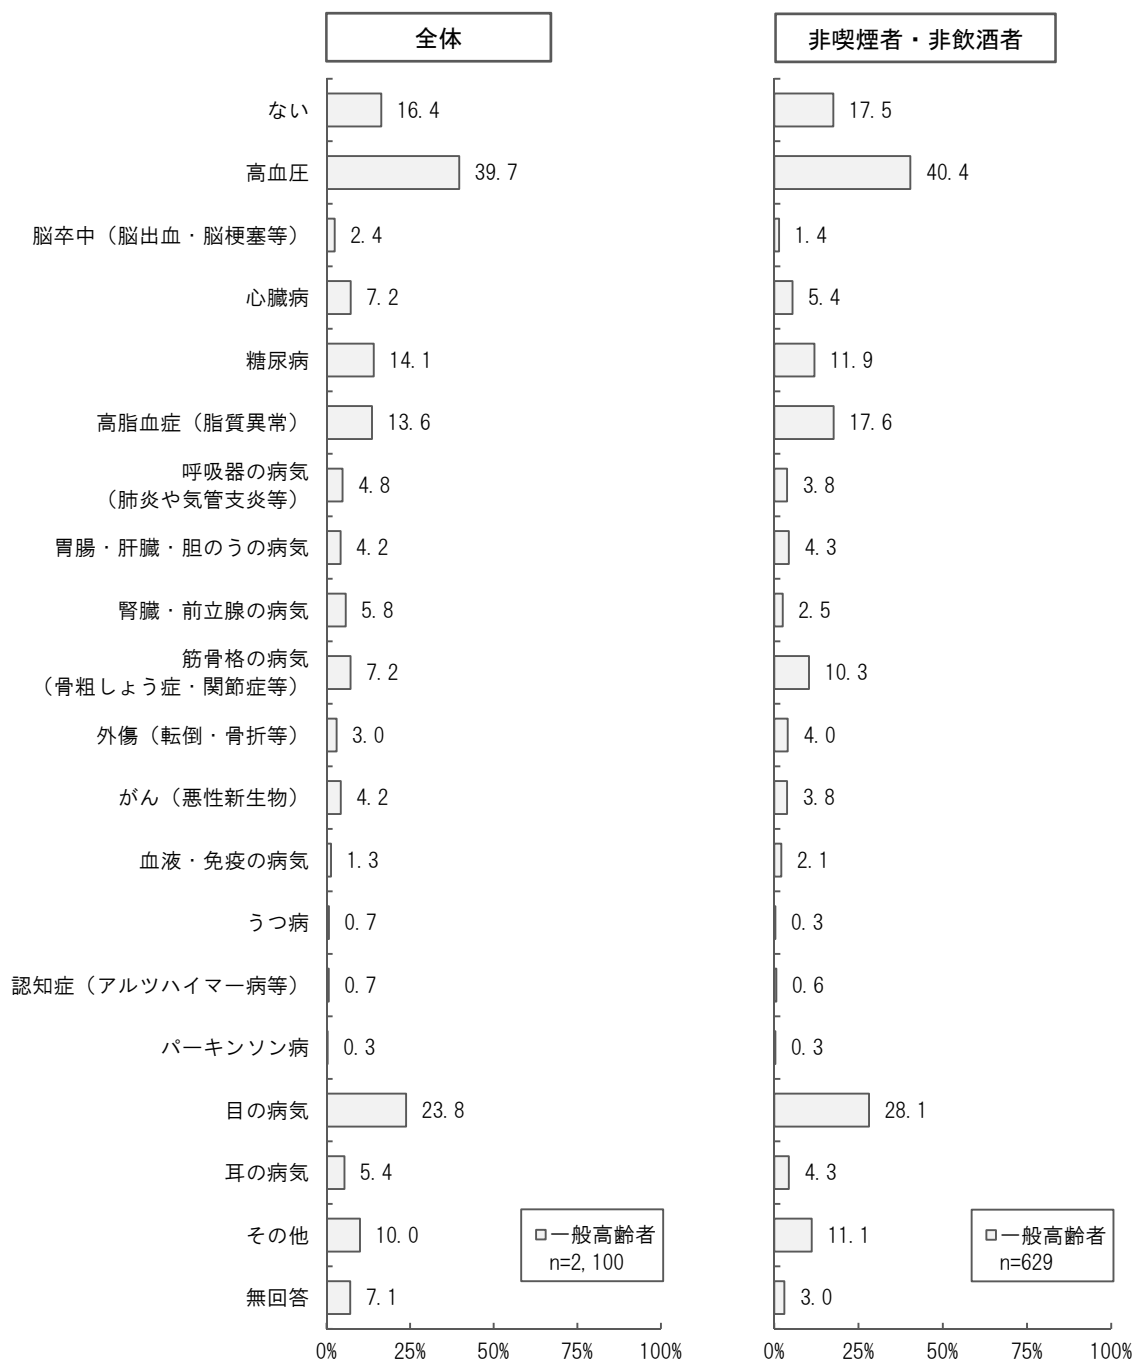 全体
非喫煙者・非飲酒者
ない 16.4 17.5
高血圧 39.7 40.4
脳卒中（脳出血・脳梗塞等） 2.4 1.4
心臓病 7.2 5.4
糖尿病 14.1 11.9
高脂血症（脂質異常） 13.6 17.6
呼吸器の病気
（肺炎や気管支炎等） 4.8 3.8
胃腸・肝臓・胆のうの病気 4.2 4.3
腎臓・前立腺の病気 5.8 2.5
筋骨格の病気
（骨粗しょう症・関節症等） 7.2 10.3
外傷（転倒・骨折等） 3.0 4.0
がん（悪性新生物） 4.2 3.8
血液・免疫の病気 1.3 2.1
うつ病 0.7 0.3
認知症（アルツハイマー病等） 0.7 0.6
パーキンソン病 0.3 0.3
目の病気 23.8 28.1
耳の病気 5.4 4.3
その他 10.0 11.1
無回答 7.1 3.0
一般高齢者
n=2,100
一般高齢者
n=629
0% 25% 50% 75% 100%
0% 25% 50% 75% 100%